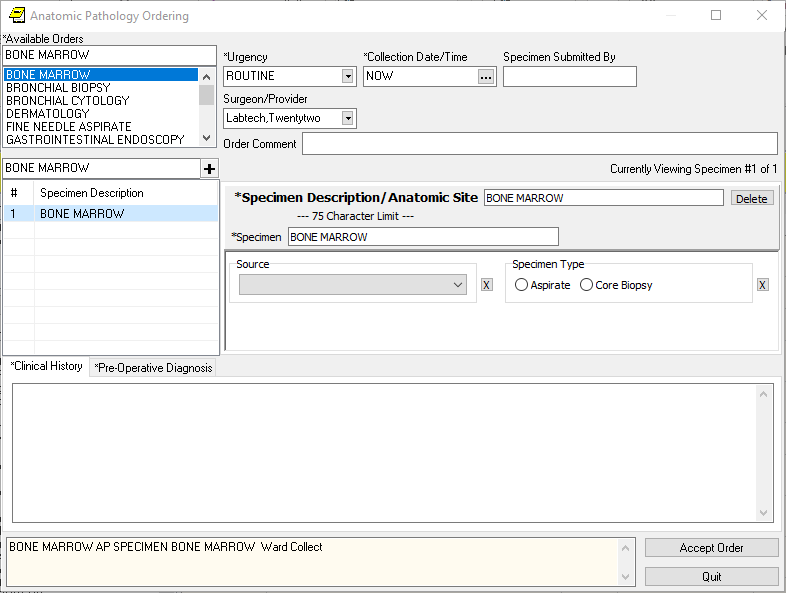 Anatomic Pathology Ordering
*Available Orders
BONE MARROW
BONE MARROW
BRONCHIAL BIOPSY
BRONCHIAL CYTOLOGY
DERMATOLOGY
FINE NEEDLE ASPIRATE
GASTROINTESTINAL ENDOSCOPY
*Urgency
ROUTINE
*Collection Date/Time
NOW
...
Specimen Submitted By
Surgeon/Provider
Labtech,Twentytwo
Order Comment
BONE MARROW
+
Currently Viewing Specimen #1 of 1
# Specimen Description
1 BONE MARROW
*Specimen Description/Anatomic Site BONE MARROW Delete
--- 75 Character Limit ---
*Specimen BONE MARROW
Source
X
Specimen Type
Aspirate Core Biopsy
X
*Clinical History *Pre-Operative Diagnosis
BONE MARROW AP SPECIMEN BONE MARROW  Ward Collect
Accept Order
Quit